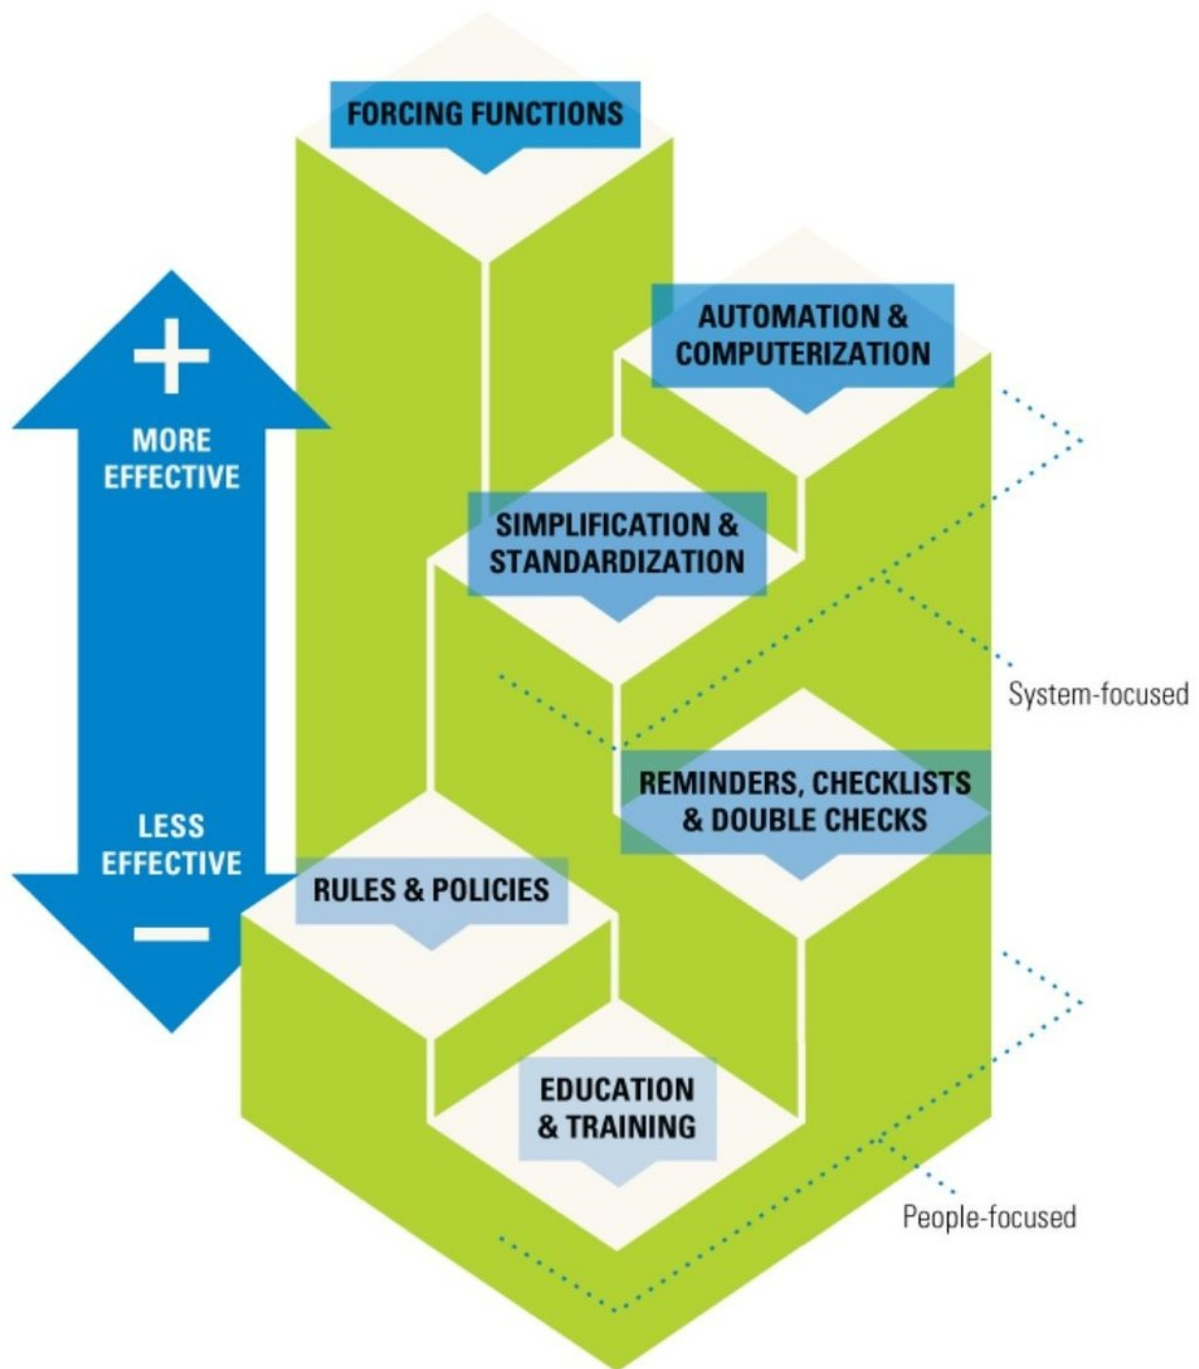 FORCING FUNCTIONS
AUTOMATION &
COMPUTERIZATION
+
MORE
EFFECTIVE
SIMPLIFICATION &
STANDARDIZATION
System-focused
REMINDERS, CHECKLISTS
& DOUBLE CHECKS
LESS
EFFECTIVE
−
RULES & POLICIES
EDUCATION
& TRAINING
People-focused